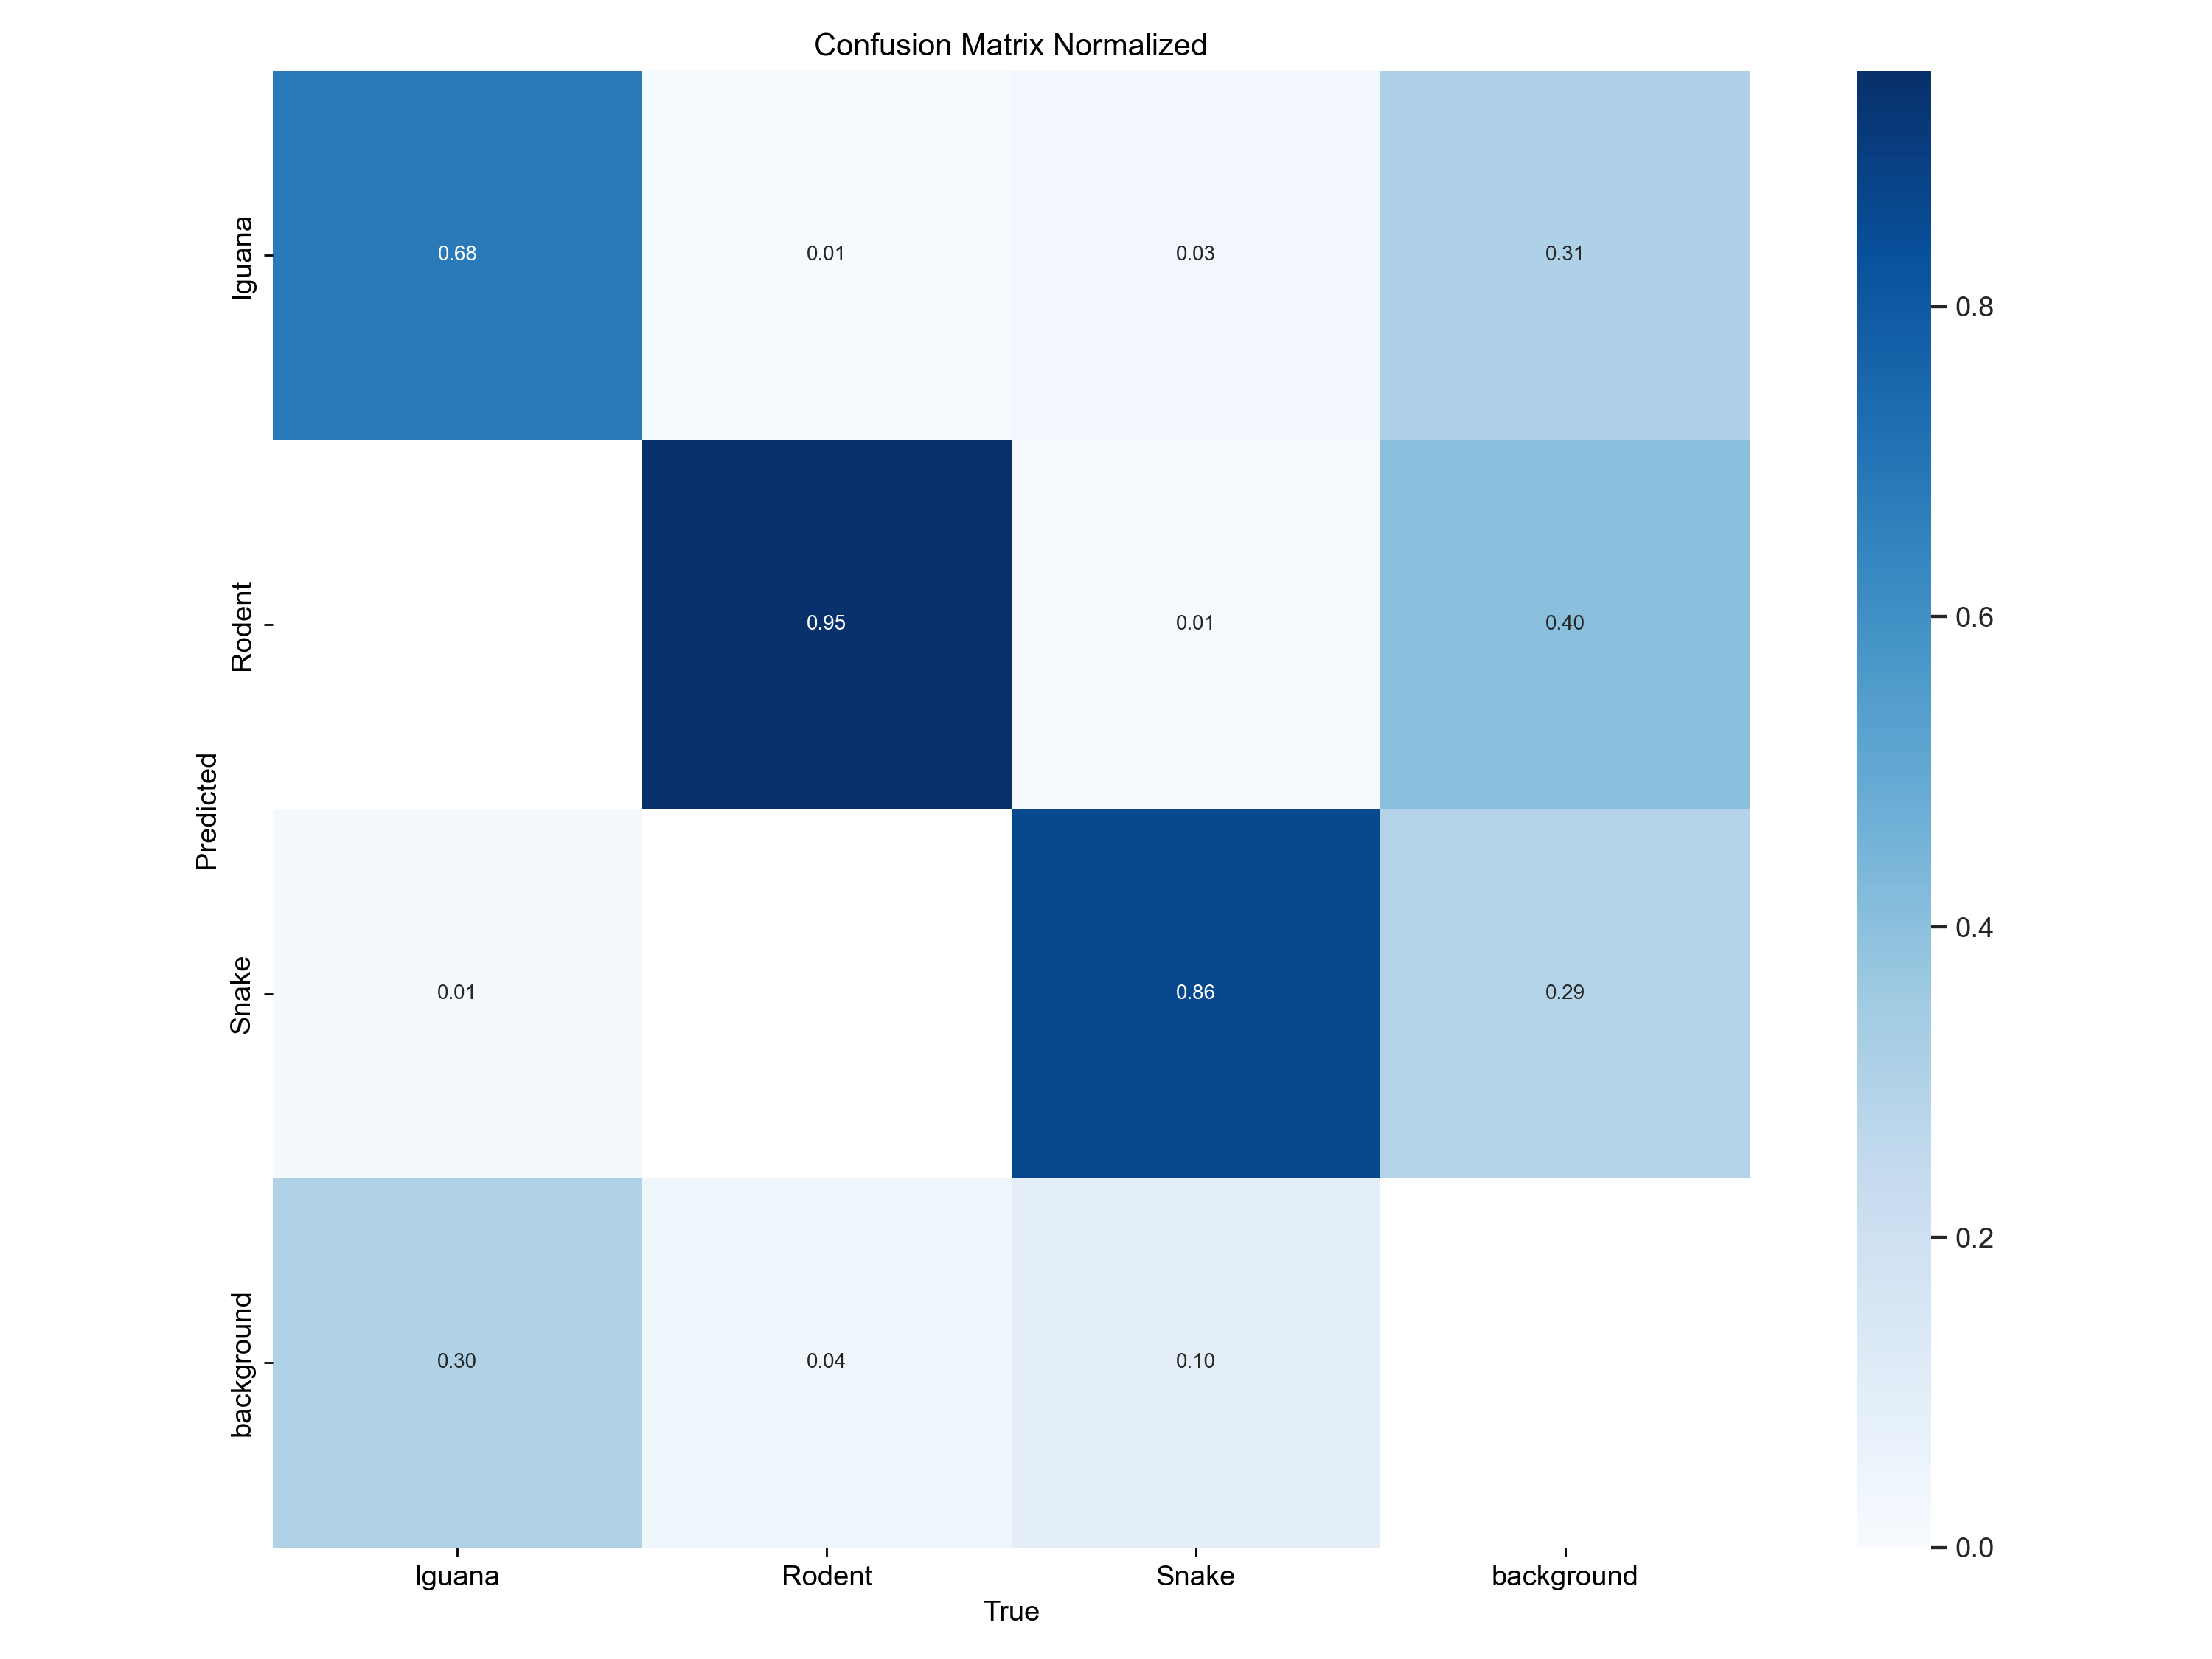 Confusion Matrix Normalized
Iguana
0.68
0.01
0.03
0.31
Rodent
0.95
0.01
0.40
Snake
0.01
0.86
0.29
background
0.30
0.04
0.10
Predicted
Iguana
Rodent
Snake
background
True
0.8
0.6
0.4
0.2
0.0